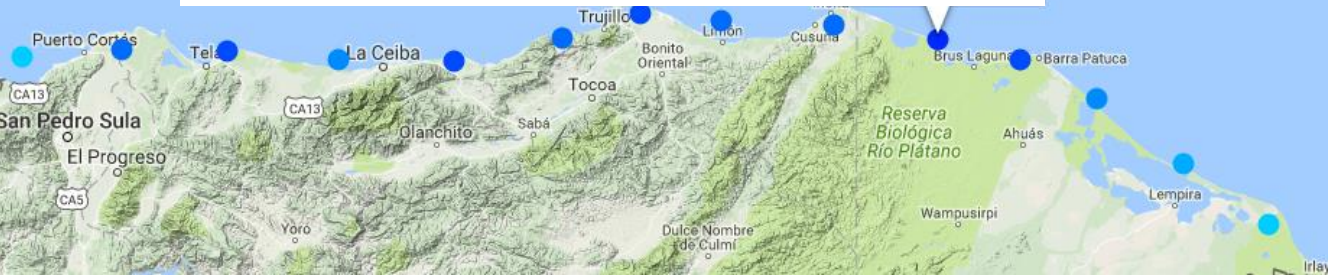 Trujillo
Puerto Cortés
Tela
La Ceiba
Limón
Cusuna
Brus Laguna
Barra Patuca
Bonito
Oriental
CA13
CA13
Tocoa
San Pedro Sula
Olanchito
Sabá
Reserva
Biológica
Río Plátano
Ahuás
El Progreso
CA5
Lempira
Wampusirpi
Yoro
Dulce Nombre
de Culmí